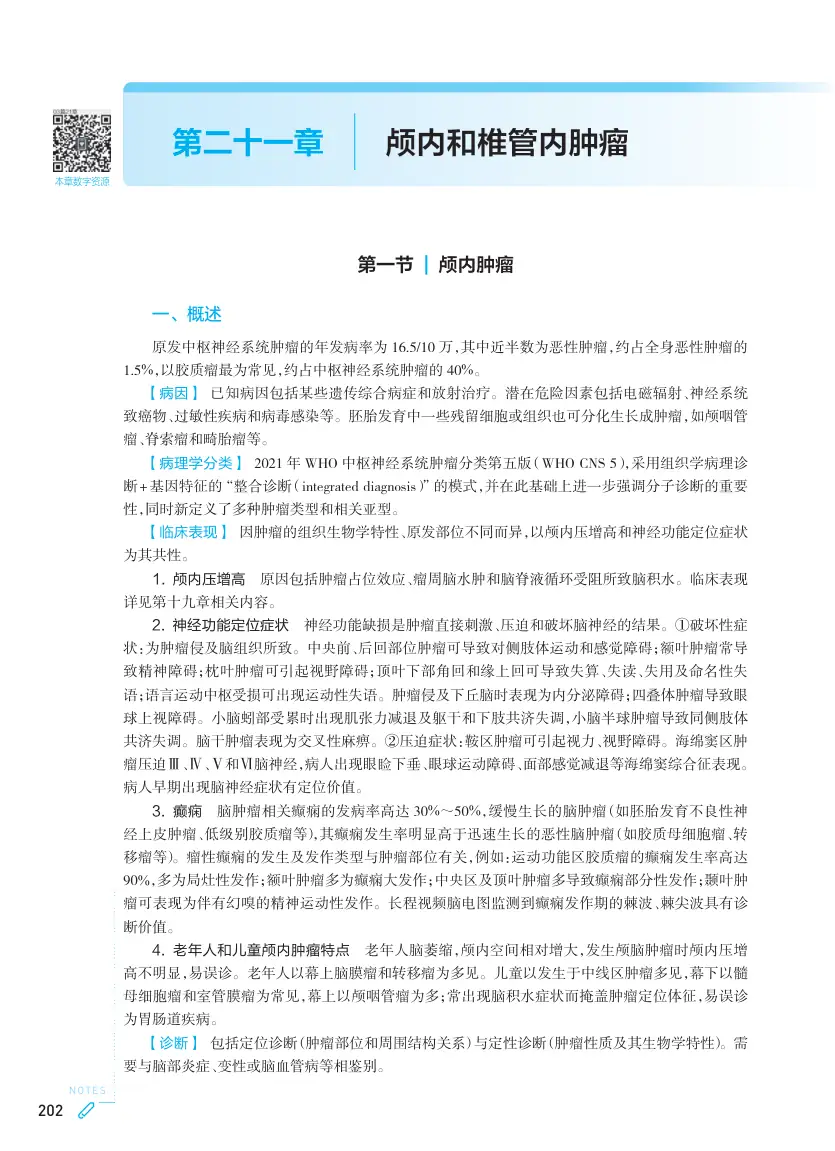 本章数字资源
第二十一章 颅内和椎管内肿瘤
第一节 | 颅内肿瘤
一、概述
原发中枢神经系统肿瘤的年发病率为 16.5/10 万,其中近半数为恶性肿瘤,约占全身恶性肿瘤的
1.5%,以胶质瘤最为常见,约占中枢神经系统肿瘤的 40%。
【病因】 已知病因包括某些遗传综合病症和放射治疗。潜在危险因素包括电磁辐射、神经系统
致癌物、过敏性疾病和病毒感染等。胚胎发育中一些残留细胞或组织也可分化生长成肿瘤,如颅咽管
瘤、脊索瘤和畸胎瘤等。
【病理学分类】 2021 年 WHO 中枢神经系统肿瘤分类第五版(WHO CNS 5),采用组织学病理诊
断+基因特征的“整合诊断(integrated diagnosis)”的模式,并在此基础上进一步强调分子诊断的重要
性,同时新定义了多种肿瘤类型和相关亚型。
【临床表现】 因肿瘤的组织生物学特性、原发部位不同而异,以颅内压增高和神经功能定位症状
为其共性。
1. 颅内压增高 原因包括肿瘤占位效应、瘤周脑水肿和脑脊液循环受阻所致脑积水。临床表现
详见第十九章相关内容。
2. 神经功能定位症状 神经功能缺损是肿瘤直接刺激、压迫和破坏脑神经的结果。①破坏性症
状:为肿瘤侵及脑组织所致。中央前、后回部位肿瘤可导致对侧肢体运动和感觉障碍;额叶肿瘤常导
致精神障碍;枕叶肿瘤可引起视野障碍;顶叶下部角回和缘上回可导致失算、失读、失用及命名性失
语;语言运动中枢受损可出现运动性失语。肿瘤侵及下丘脑时表现为内分泌障碍;四叠体肿瘤导致眼
球上视障碍。小脑蚓部受累时出现肌张力减退及躯干和下肢共济失调,小脑半球肿瘤导致同侧肢体
共济失调。脑干肿瘤表现为交叉性麻痹。②压迫症状:鞍区肿瘤可引起视力、视野障碍。海绵窦区肿
瘤压迫Ⅲ、Ⅳ、Ⅴ和Ⅵ脑神经,病人出现眼睑下垂、眼球运动障碍、面部感觉减退等海绵窦综合征表现。
病人早期出现脑神经症状有定位价值。
3. 癫痫 脑肿瘤相关癫痫的发病率高达 30%～50%,缓慢生长的脑肿瘤(如胚胎发育不良性神
经上皮肿瘤、低级别胶质瘤等),其癫痫发生率明显高于迅速生长的恶性脑肿瘤(如胶质母细胞瘤、转
移瘤等)。瘤性癫痫的发生及发作类型与肿瘤部位有关,例如:运动功能区胶质瘤的癫痫发生率高达
90%,多为局灶性发作;额叶肿瘤多为癫痫大发作;中央区及顶叶肿瘤多导致癫痫部分性发作;颞叶肿
瘤可表现为伴有幻嗅的精神运动性发作。长程视频脑电图监测到癫痫发作期的棘波、棘尖波具有诊
断价值。
4. 老年人和儿童颅内肿瘤特点 老年人脑萎缩,颅内空间相对增大,发生颅脑肿瘤时颅内压增
高不明显,易误诊。老年人以幕上脑膜瘤和转移瘤为多见。儿童以发生于中线区肿瘤多见,幕下以髓
母细胞瘤和室管膜瘤为常见,幕上以颅咽管瘤为多;常出现脑积水症状而掩盖肿瘤定位体征,易误诊
为胃肠道疾病。
【诊断】 包括定位诊断(肿瘤部位和周围结构关系)与定性诊断(肿瘤性质及其生物学特性)。需
要与脑部炎症、变性或脑血管病等相鉴别。
NOTES
202